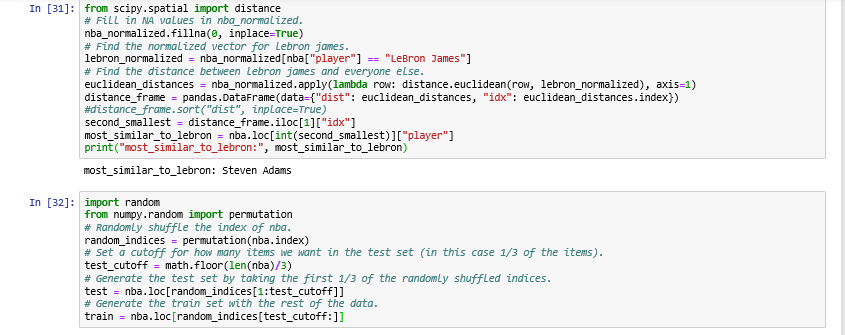 In [31]: from scipy.spatial import distance
# Fill in NA values in nba_normalized.
nba_normalized.fillna(0, inplace=True)
# Find the normalized vector for lebron james.
lebron_normalized = nba_normalized[nba["player"] == "LeBron James"]
# Find the distance between lebron james and everyone else.
euclidean_distances = nba_normalized.apply(lambda row: distance.euclidean(row, lebron_normalized), axis=1)
distance_frame = pandas.DataFrame(data={"dist": euclidean_distances, "idx": euclidean_distances.index})
#distance_frame.sort("dist", inplace=True)
second_smallest = distance_frame.iloc[1]["idx"]
most_similar_to_lebron = nba.loc[int(second_smallest)]["player"]
print("most_similar_to_lebron:", most_similar_to_lebron)
most_similar_to_lebron: Steven Adams
In [32]: import random
from numpy.random import permutation
# Randomly shuffle the index of nba.
random_indices = permutation(nba.index)
# Set a cutoff for how many items we want in the test set (in this case 1/3 of the items).
test_cutoff = math.floor(len(nba)/3)
# Generate the test set by taking the first 1/3 of the randomly shuffled indices.
test = nba.loc[random_indices[1:test_cutoff]]
# Generate the train set with the rest of the data.
train = nba.loc[random_indices[test_cutoff:]]